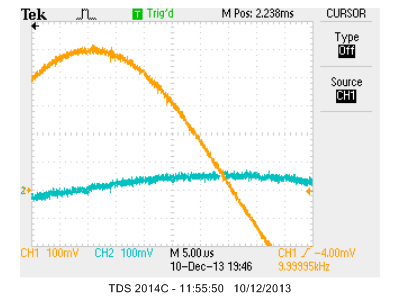 Tek T Trig'd M Pos: 2.238ms CURSOR
Type
Off
Source
CH1
2
CH1 100mV CH2 100mV M 5.00us CH1 / -4.00mV
10-Dec-13 19:46 9.99995kHz
TDS 2014C - 11:55:50 10/12/2013